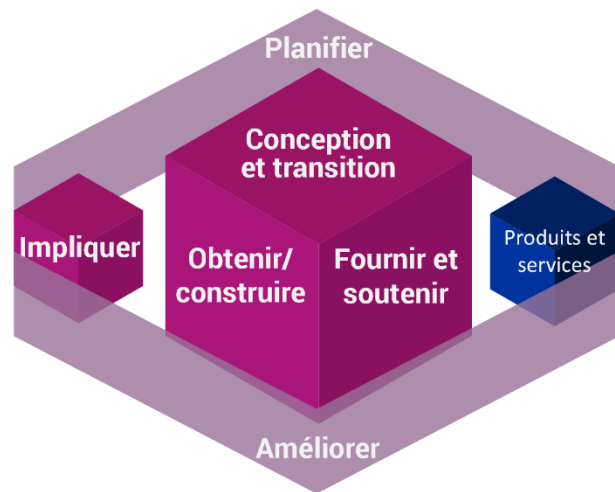 Planifier
Conception
et transition
Impliquer
Obtenir/
construire
Fournir et
soutenir
Produits et
services
Améliorer